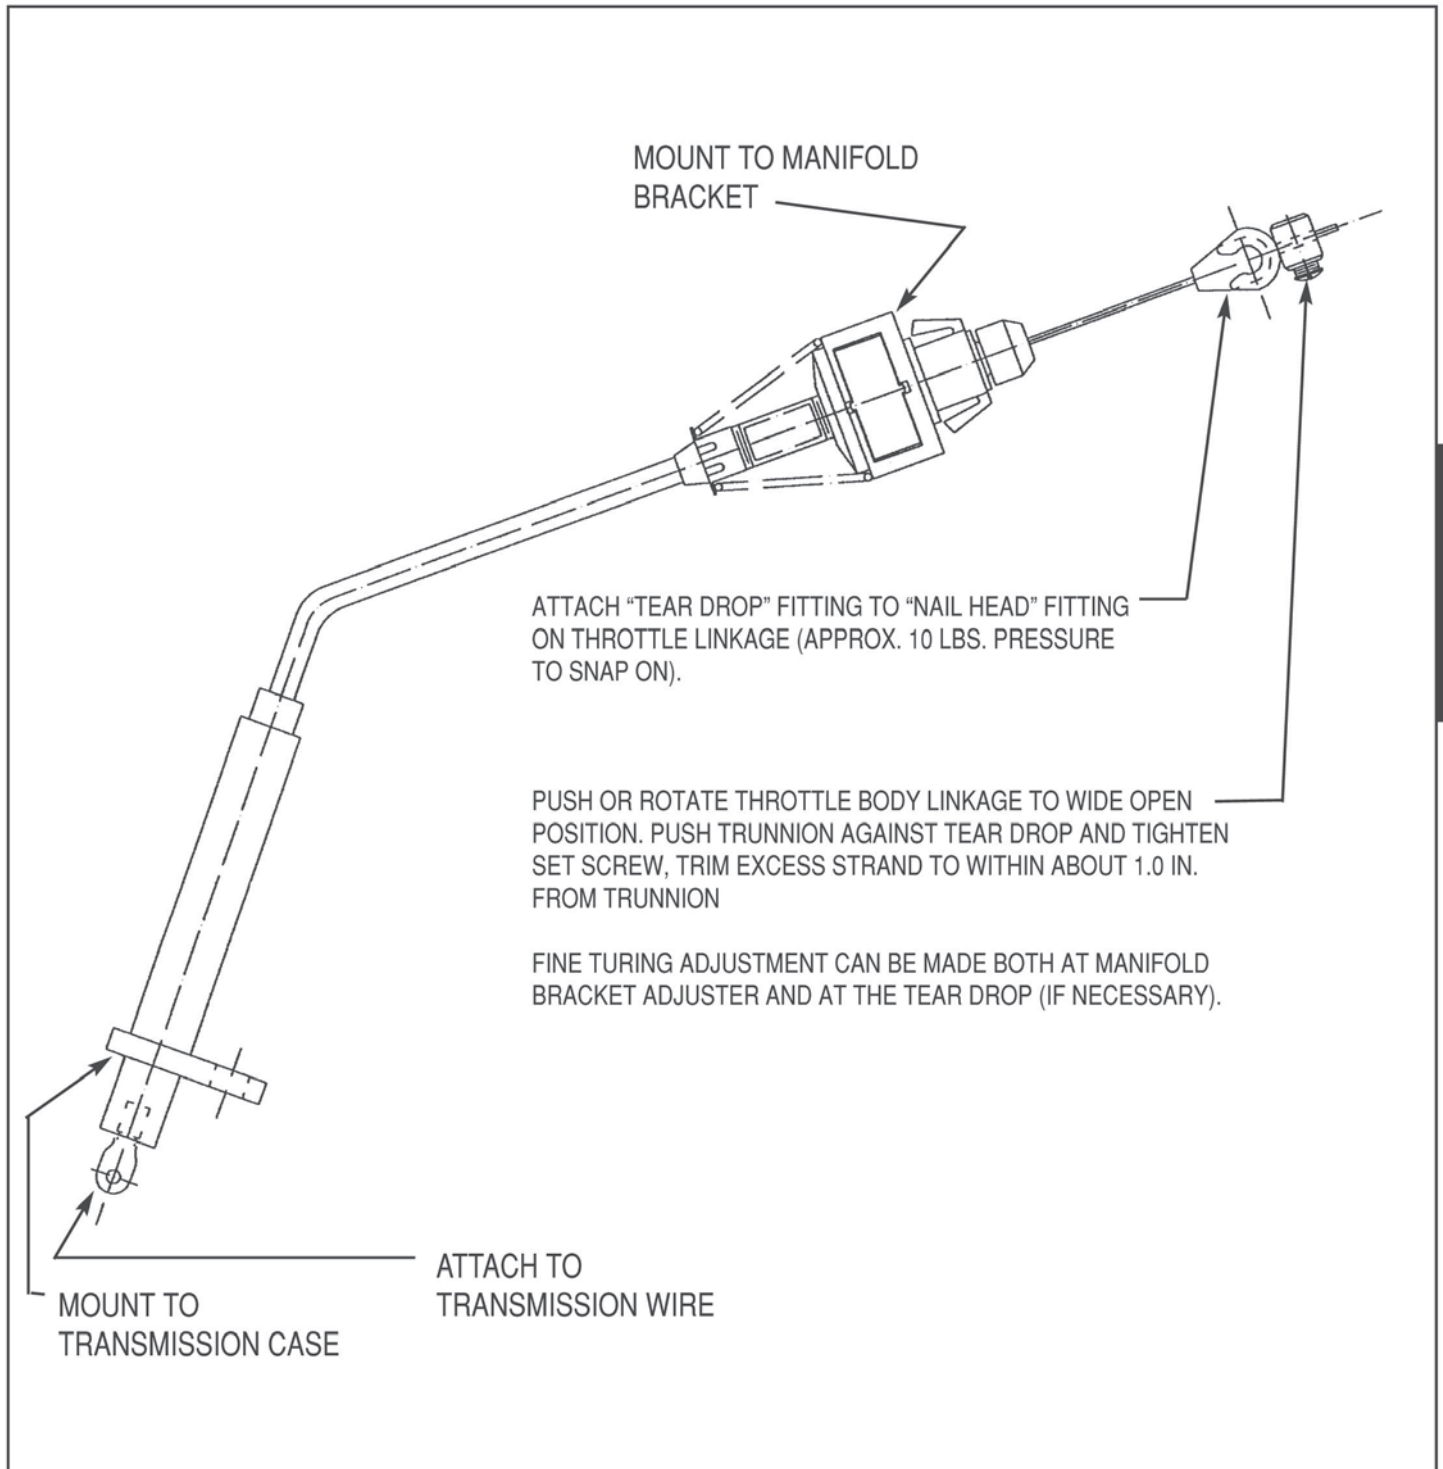 MOUNT TO MANIFOLD
BRACKET
ATTACH “TEAR DROP” FITTING TO “NAIL HEAD” FITTING
ON THROTTLE LINKAGE (APPROX. 10 LBS. PRESSURE
TO SNAP ON).
PUSH OR ROTATE THROTTLE BODY LINKAGE TO WIDE OPEN
POSITION. PUSH TRUNNION AGAINST TEAR DROP AND TIGHTEN
SET SCREW, TRIM EXCESS STRAND TO WITHIN ABOUT 1.0 IN.
FROM TRUNNION
FINE TURING ADJUSTMENT CAN BE MADE BOTH AT MANIFOLD
BRACKET ADJUSTER AND AT THE TEAR DROP (IF NECESSARY).
ATTACH TO
TRANSMISSION WIRE
MOUNT TO
TRANSMISSION CASE